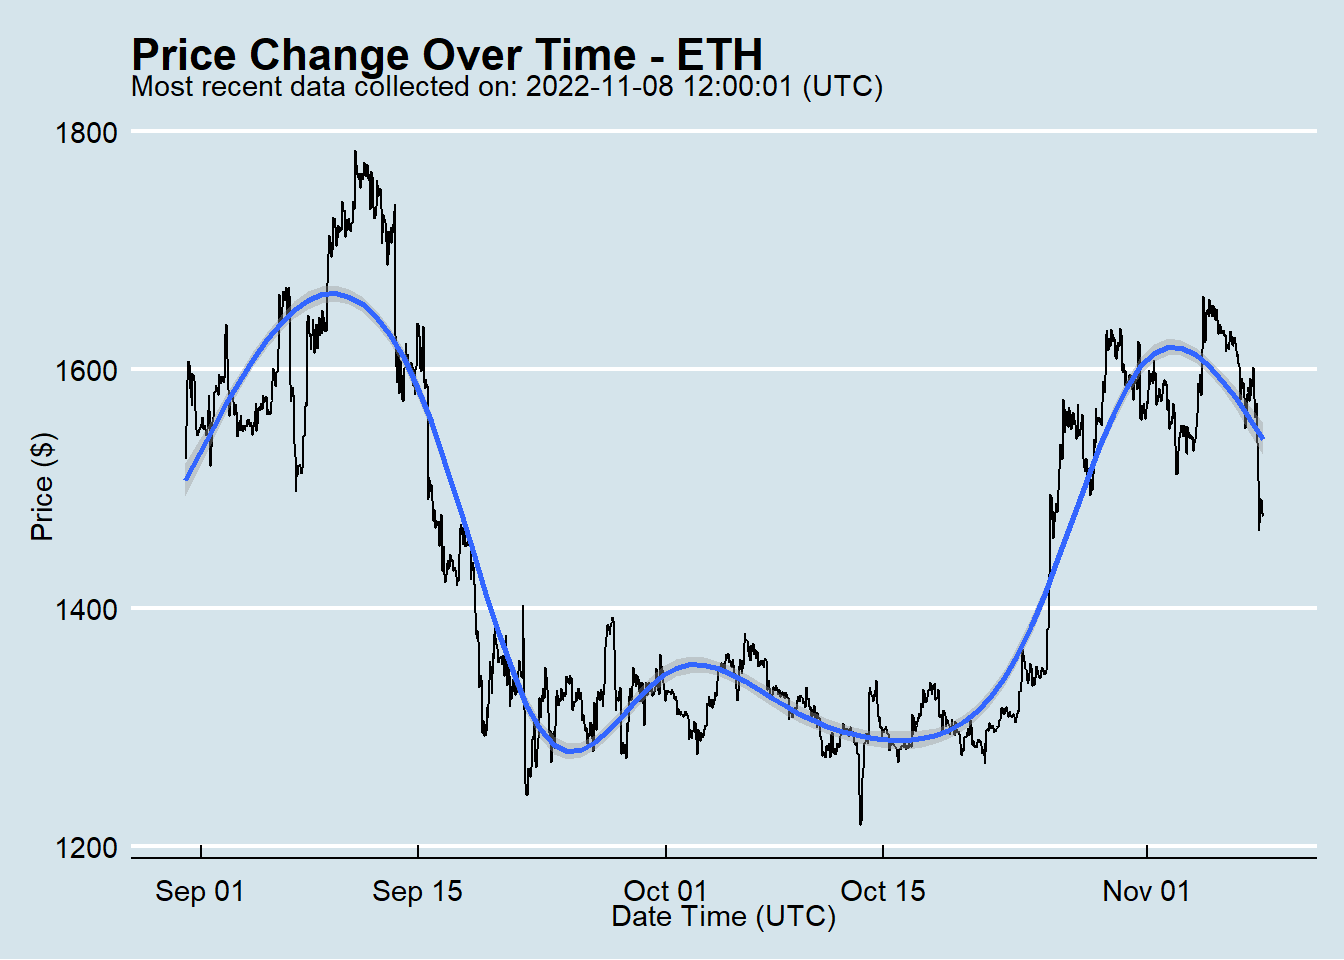 Price Change Over Time - ETH
Most recent data collected on: 2022-11-08 12:00:01 (UTC)
1800
1600
1400
1200
Price ($)
Sep 01
Sep 15
Oct 01
Oct 15
Nov 01
Date Time (UTC)